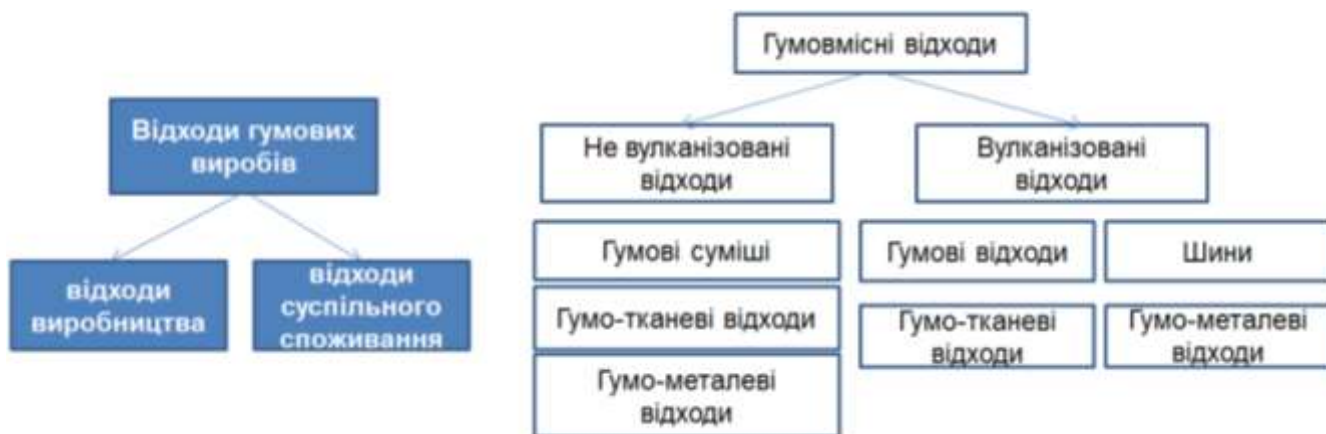 Відходи гумових
виробів
відходи
виробництва
відходи
суспільного
споживання
Гумовмісні відходи
Не вулканізовані
відходи
Вулканізовані
відходи
Гумові суміші
Гумо-тканеві відходи
Гумо-металеві
відходи
Гумові відходи
Шини
Гумо-тканеві
відходи
Гумо-металеві
відходи